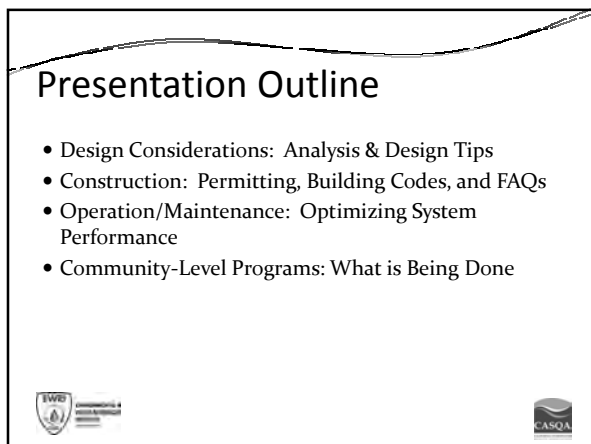 Presentation Outline
• Design Considerations: Analysis & Design Tips
• Construction: Permitting, Building Codes, and FAQs
• Operation/Maintenance: Optimizing System
Performance
• Community-Level Programs: What is Being Done
EWRI
CASQA